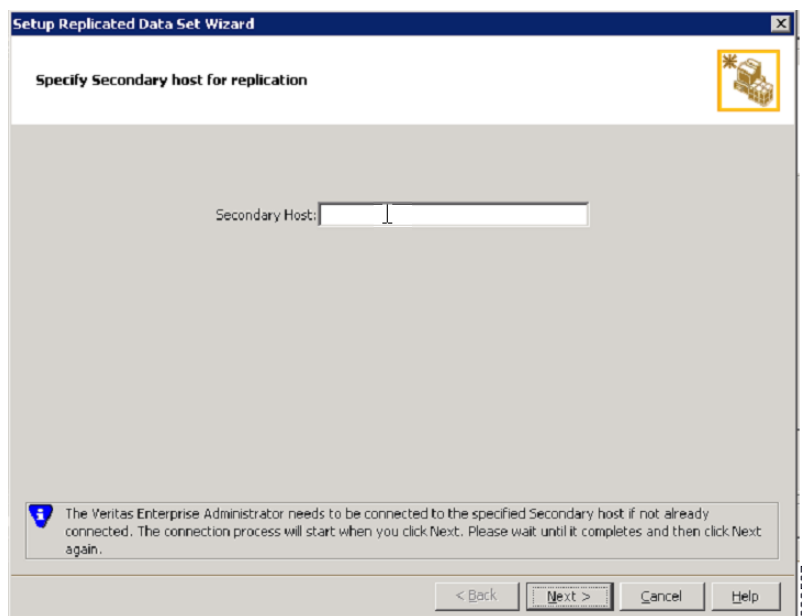 Setup Replicated Data Set Wizard
Specify Secondary host for replication
Secondary Host:
The Veritas Enterprise Administrator needs to be connected to the specified Secondary host if not already
connected. The connection process will start when you click Next. Please wait until it completes and then click Next
again.
< Back Next > Cancel Help